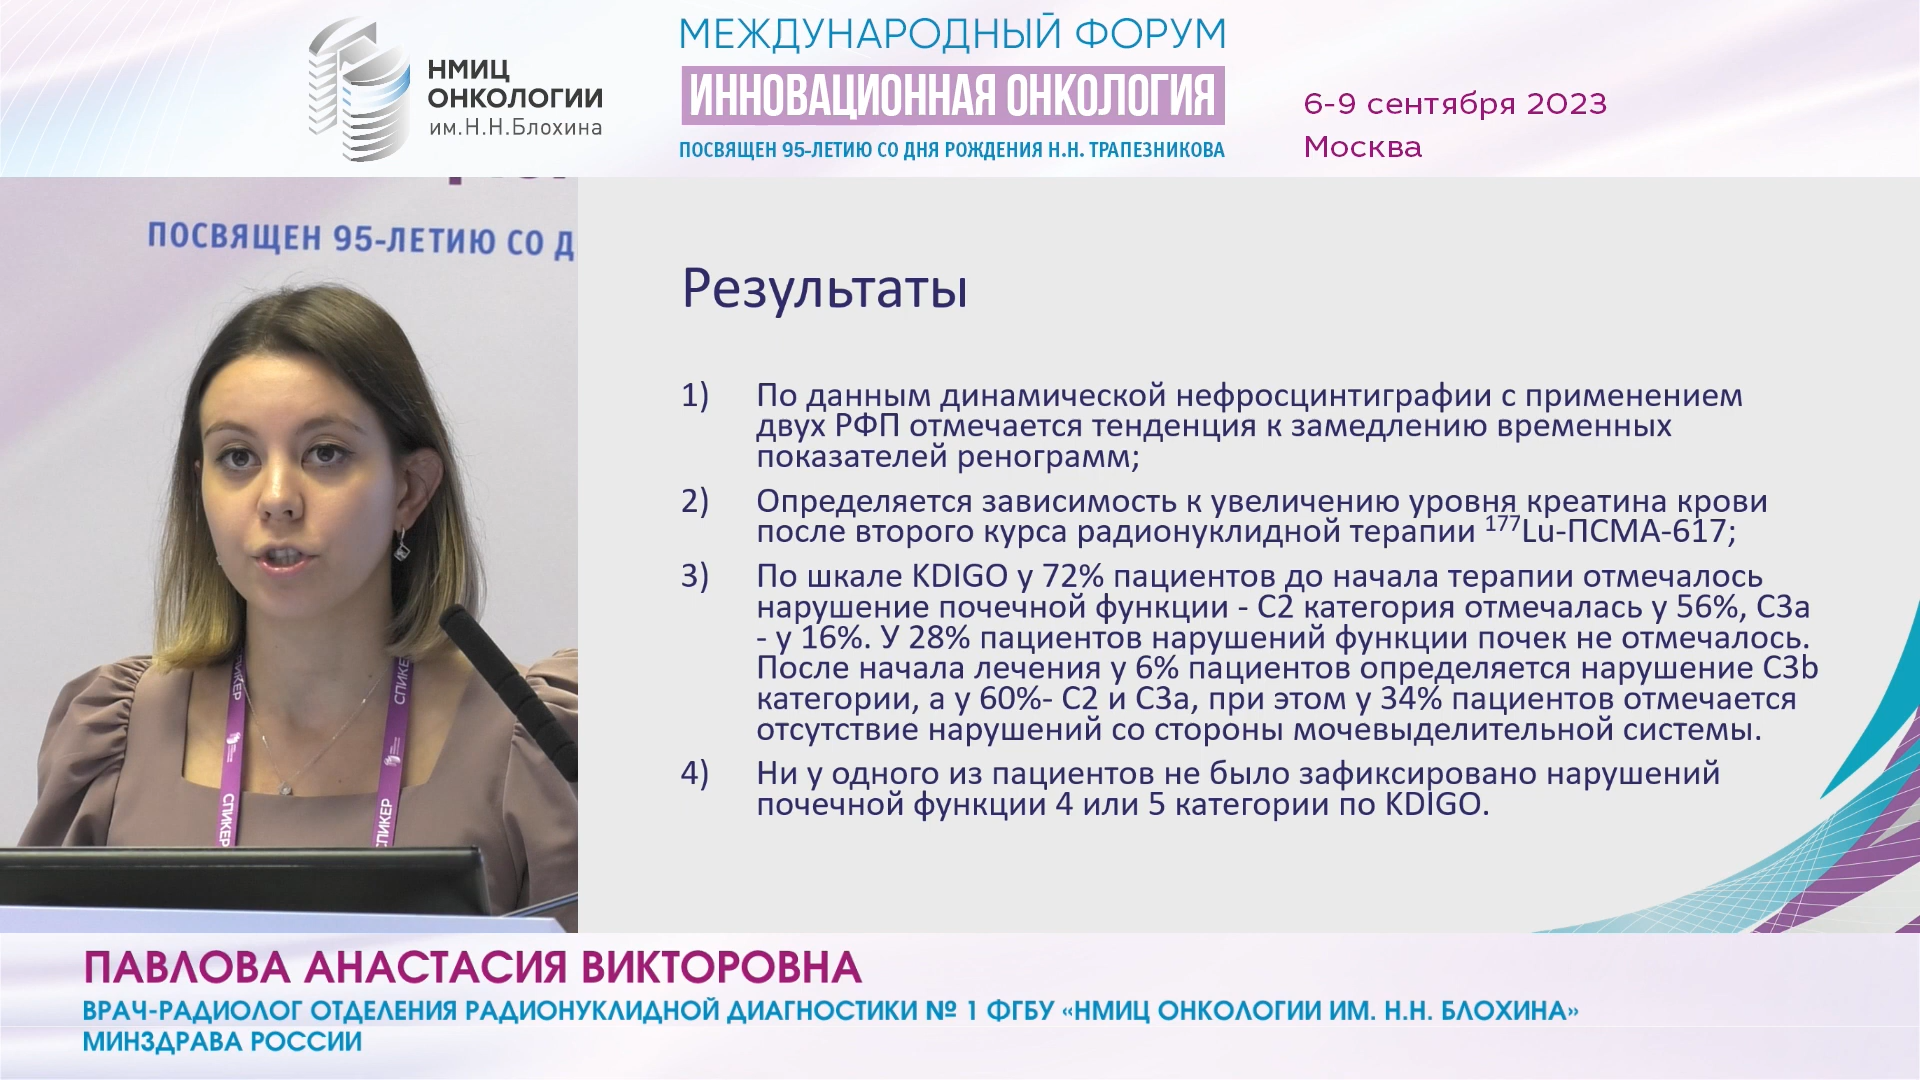 НМИЦ
ОНКОЛОГИИ
им.Н.Н.Блохина
МЕЖДУНАРОДНЫЙ ФОРУМ
ИННОВАЦИОННАЯ ОНКОЛОГИЯ
ПОСВЯЩЕН 95-ЛЕТИЮ СО ДНЯ РОЖДЕНИЯ Н.Н. ТРАПЕЗНИКОВА
6-9 сентября 2023
Москва
ПОСВЯЩЕН 95-ЛЕТИЮ СО Д
СПИКЕР
СПИКЕР
Результаты
1) По данным динамической нефросцинтиграфии с применением
двух РФП отмечается тенденция к замедлению временных
показателей ренограмм;
2) Определяется зависимость к увеличению уровня креатина крови
после второго курса радионуклидной терапии ¹⁷⁷Lu-ПСМА-617;
3) По шкале KDIGO у 72% пациентов до начала терапии отмечалось
нарушение почечной функции - С2 категория отмечалась у 56%, С3а
- у 16%. У 28% пациентов нарушений функции почек не отмечалось.
После начала лечения у 6% пациентов определяется нарушение С3b
категории, а у 60%- С2 и С3а, при этом у 34% пациентов отмечается
отсутствие нарушений со стороны мочевыделительной системы.
4) Ни у одного из пациентов не было зафиксировано нарушений
почечной функции 4 или 5 категории по KDIGO.
ПАВЛОВА АНАСТАСИЯ ВИКТОРОВНА
ВРАЧ-РАДИОЛОГ ОТДЕЛЕНИЯ РАДИОНУКЛИДНОЙ ДИАГНОСТИКИ № 1 ФГБУ «НМИЦ ОНКОЛОГИИ ИМ. Н.Н. БЛОХИНА»
МИНЗДРАВА РОССИИ